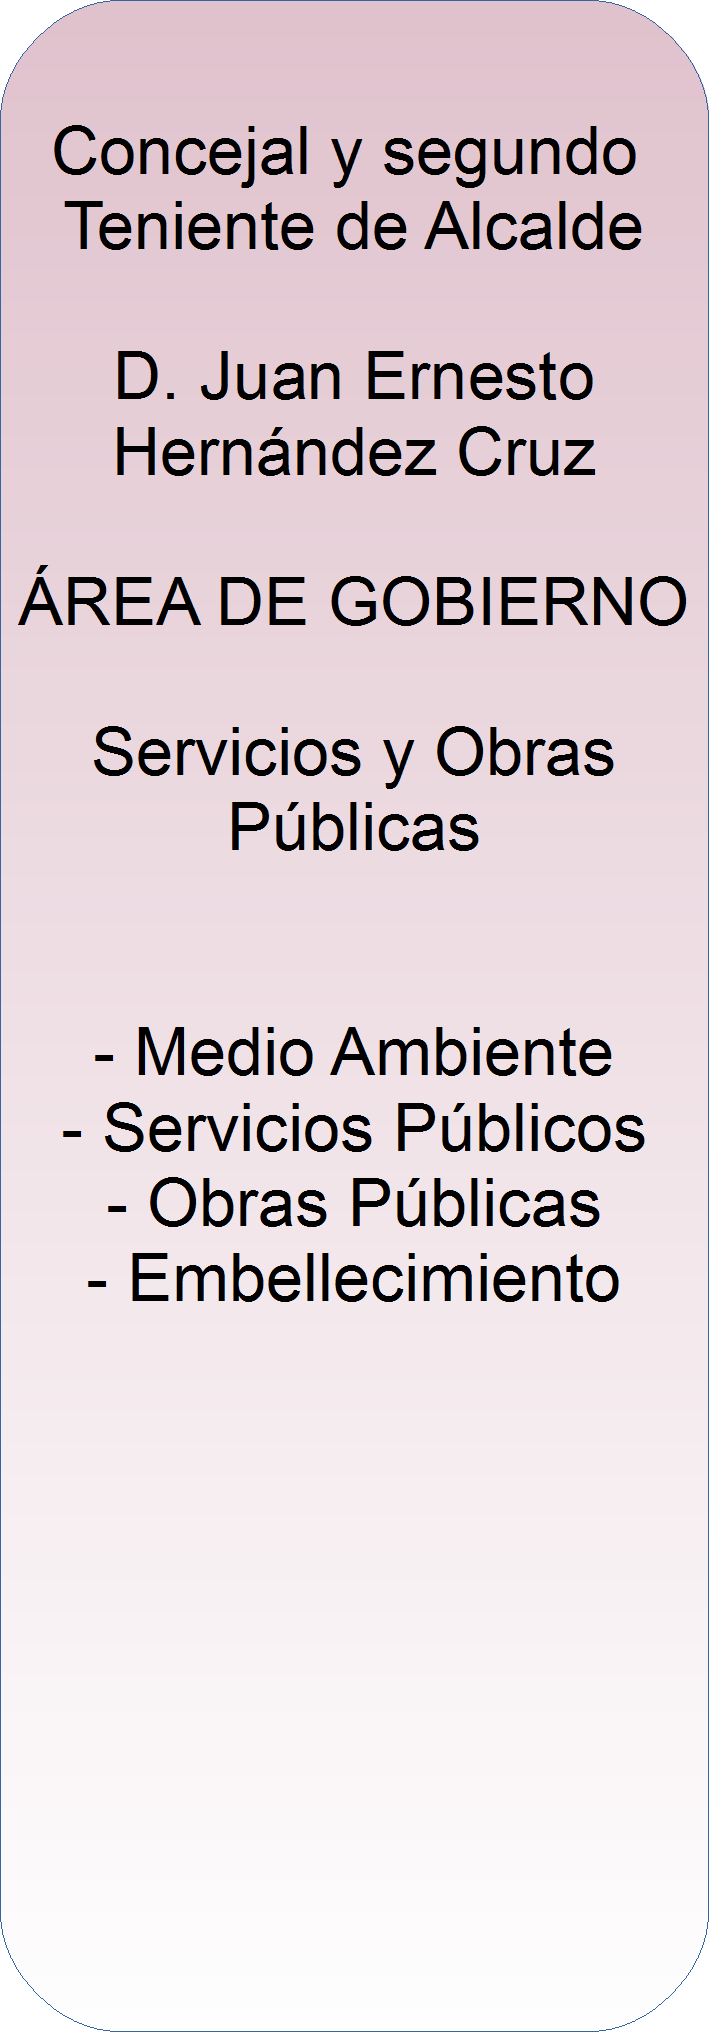 Concejal y segundo
Teniente de Alcalde
D. Juan Ernesto
Hernández Cruz
ÁREA DE GOBIERNO
Servicios y Obras
Públicas
- Medio Ambiente
- Servicios Públicos
- Obras Públicas
- Embellecimiento